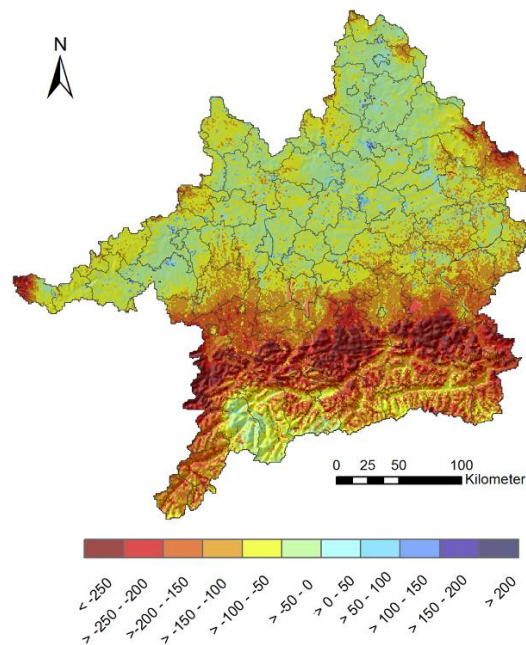 N
0 25 50 100
Kilometer
< -250
> -250 - -200
>-200 - -150
> -150 - -100
> -100 - -50
> -50 - 0
> 0 - 50
> 50 - 100
> 100 - 150
> 150 - 200
> 200